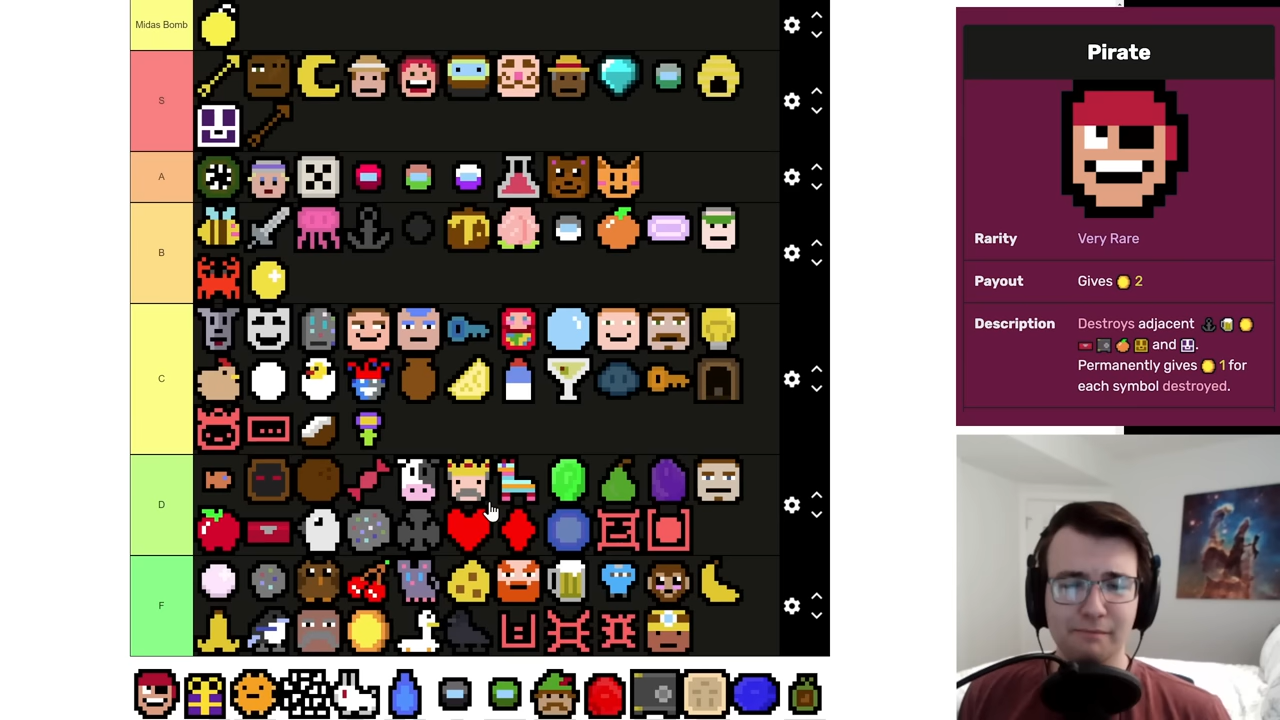 Midas Bomb
S
A
B
C
D
F
Pirate
Rarity Very Rare
Payout Gives 2
Description Destroys adjacent
and .
Permanently gives 1 for
each symbol destroyed.